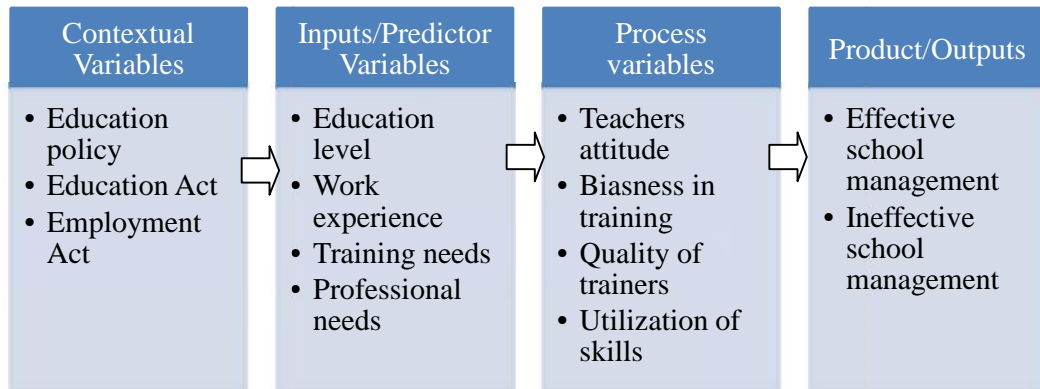 Contextual
Variables
• Education
policy
• Education Act
• Employment
Act
Inputs/Predictor
Variables
• Education
level
• Work
experience
• Training needs
• Professional
needs
Process
variables
• Teachers
attitude
• Biasness in
training
• Quality of
trainers
• Utilization of
skills
Product/Outputs
• Effective
school
management
• Ineffective
school
management